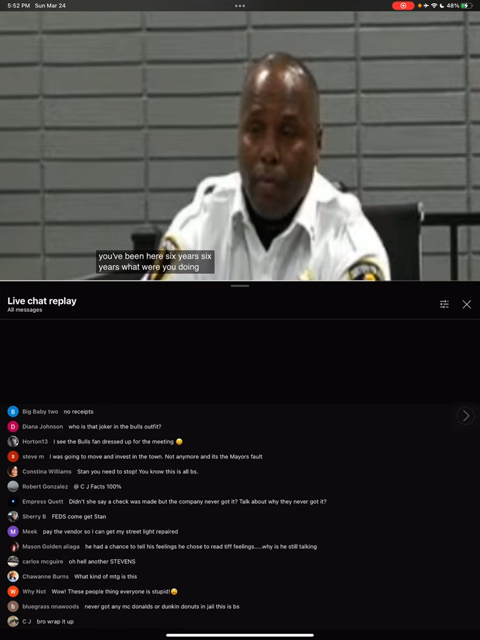 5:52 PM Sun Mar 24
48%
you've been here six years six
years what were you doing
Live chat replay
All messages
B Big Baby two no receipts
D Diana Johnson who is that joker in the bulls outfit?
Horton13 I see the Bulls fan dressed up for the meeting 😄
s steve m I was going to move and invest in the town. Not anymore and its the Mayors fault
Constina Williams Stan you need to stop! You know this is all bs.
Robert Gonzalez @ C J Facts 100%
Empress Quett Didn't she say a check was made but the company never got it? Talk about why they never got it?
Sherry B FEDS come get Stan
M Meek pay the vendor so I can get my street light repaired
Mason Golden aliaga he had a chance to tell his feelings he chose to read tiff feelings.....why is he still talking
carlos mcguire oh hell another STEVENS
Chawanne Burns What kind of mtg is this
W Why Not Wow! These people thing everyone is stupid!🤣
b bluegrass nnawoods never got any mc donalds or dunkin donuts in jail this is bs
C J bro wrap it up